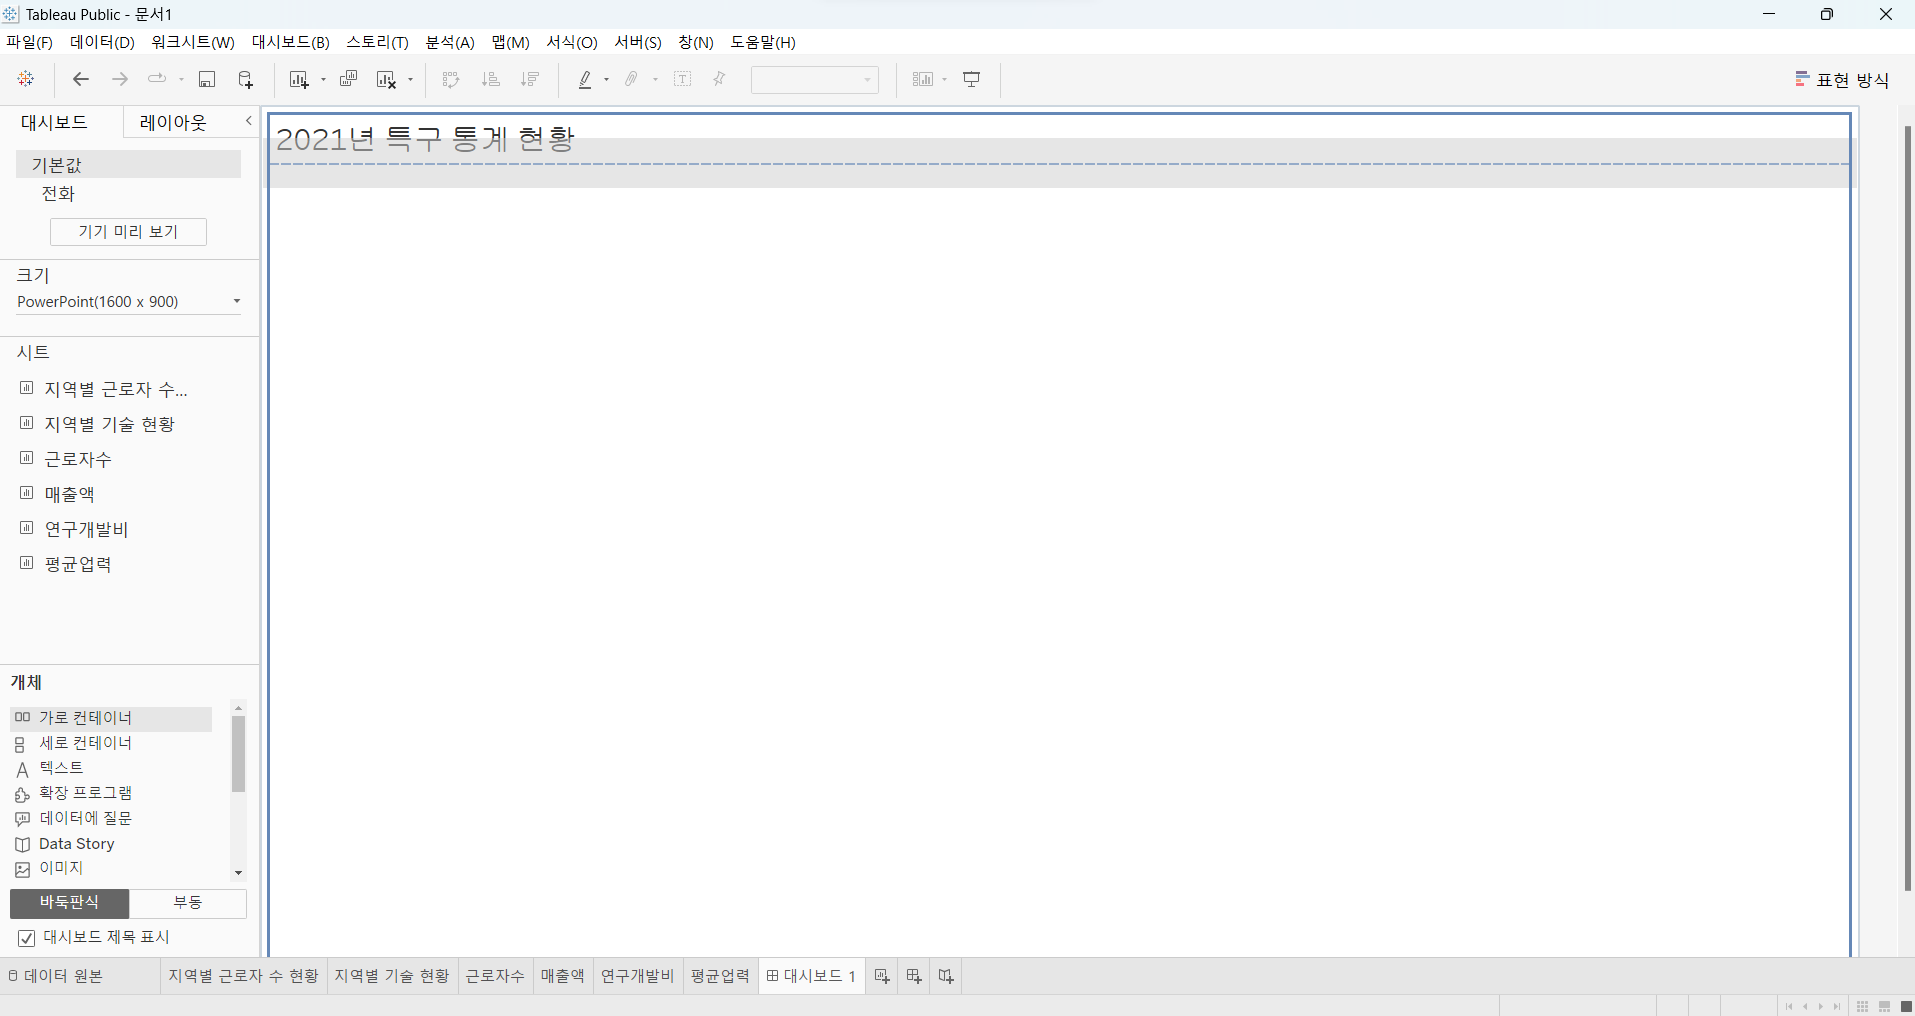 Tableau Public - 문서1
파일(F) 데이터(D) 워크시트(W) 대시보드(B) 스토리(T) 분석(A) 맵(M) 서식(O) 서버(S) 창(N) 도움말(H)
표현 방식
대시보드 레이아웃
기본값
전화
기기 미리 보기
크기
PowerPoint(1600 x 900)
시트
지역별 근로자 수...
지역별 기술 현황
근로자수
매출액
연구개발비
평균업력
개체
가로 컨테이너
세로 컨테이너
텍스트
확장 프로그램
데이터에 질문
Data Story
이미지
바둑판식 부동
대시보드 제목 표시
2021년 특구 통계 현황
데이터 원본 지역별 근로자 수 현황 지역별 기술 현황 근로자수 매출액 연구개발비 평균업력 대시보드 1